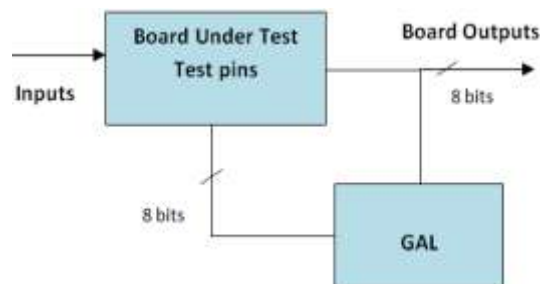 Board Under Test
Test pins
Board Outputs
Inputs
8 bits
8 bits
GAL